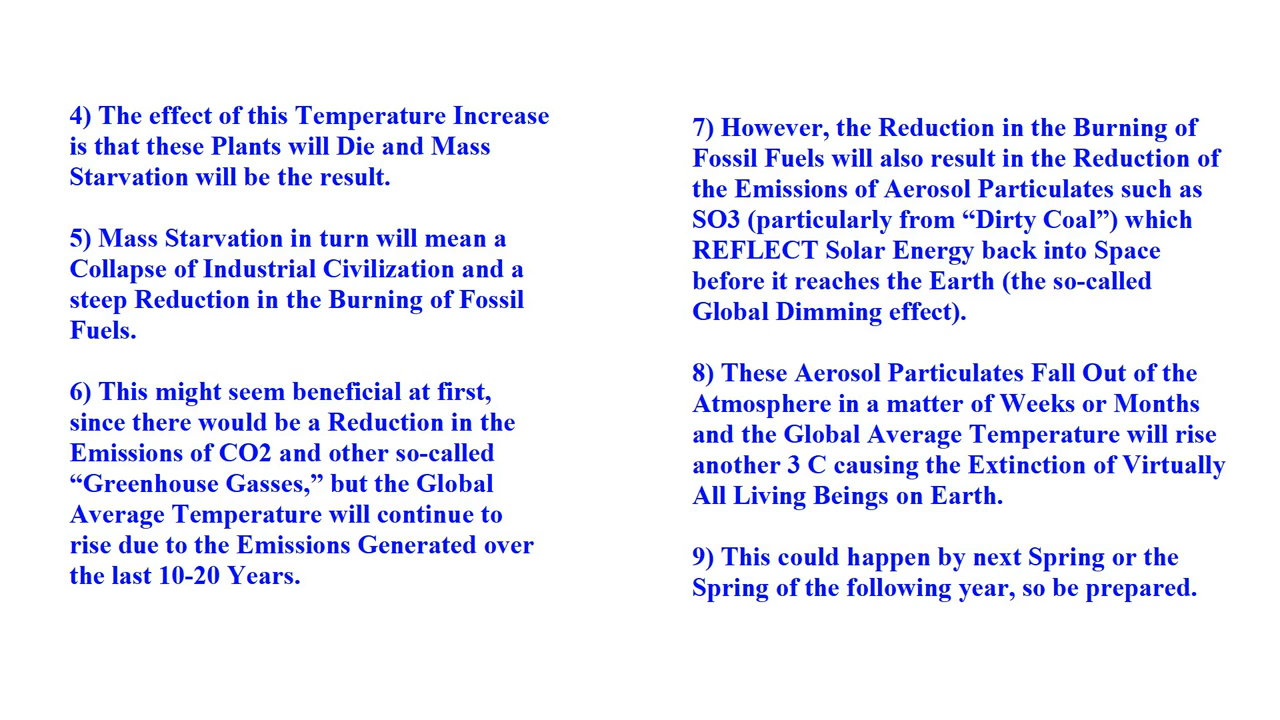 4) The effect of this Temperature Increase
is that these Plants will Die and Mass
Starvation will be the result.
5) Mass Starvation in turn will mean a
Collapse of Industrial Civilization and a
steep Reduction in the Burning of Fossil
Fuels.
6) This might seem beneficial at first,
since there would be a Reduction in the
Emissions of CO2 and other so-called
“Greenhouse Gasses,” but the Global
Average Temperature will continue to
rise due to the Emissions Generated over
the last 10-20 Years.
7) However, the Reduction in the Burning of
Fossil Fuels will also result in the Reduction of
the Emissions of Aerosol Particulates such as
SO3 (particularly from “Dirty Coal”) which
REFLECT Solar Energy back into Space
before it reaches the Earth (the so-called
Global Dimming effect).
8) These Aerosol Particulates Fall Out of the
Atmosphere in a matter of Weeks or Months
and the Global Average Temperature will rise
another 3 C causing the Extinction of Virtually
All Living Beings on Earth.
9) This could happen by next Spring or the
Spring of the following year, so be prepared.